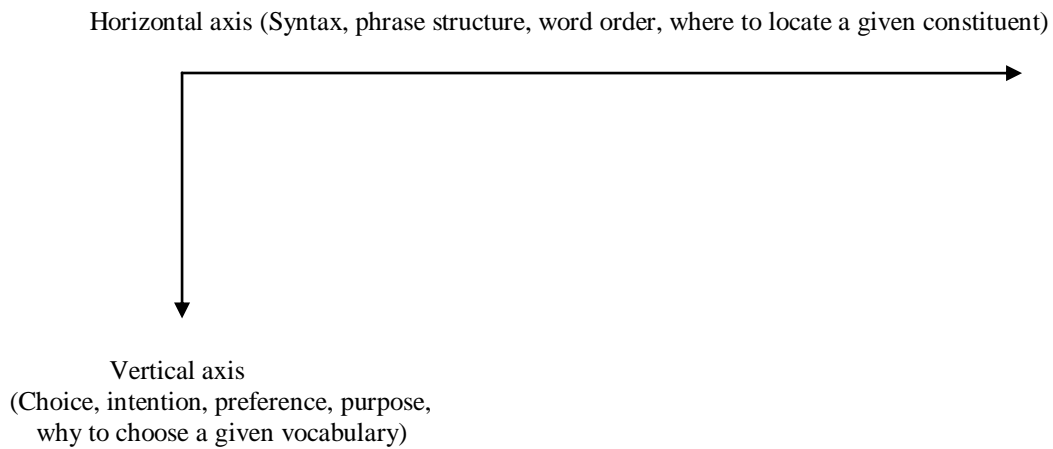 Horizontal axis (Syntax, phrase structure, word order, where to locate a given constituent)
Vertical axis
(Choice, intention, preference, purpose,
why to choose a given vocabulary)